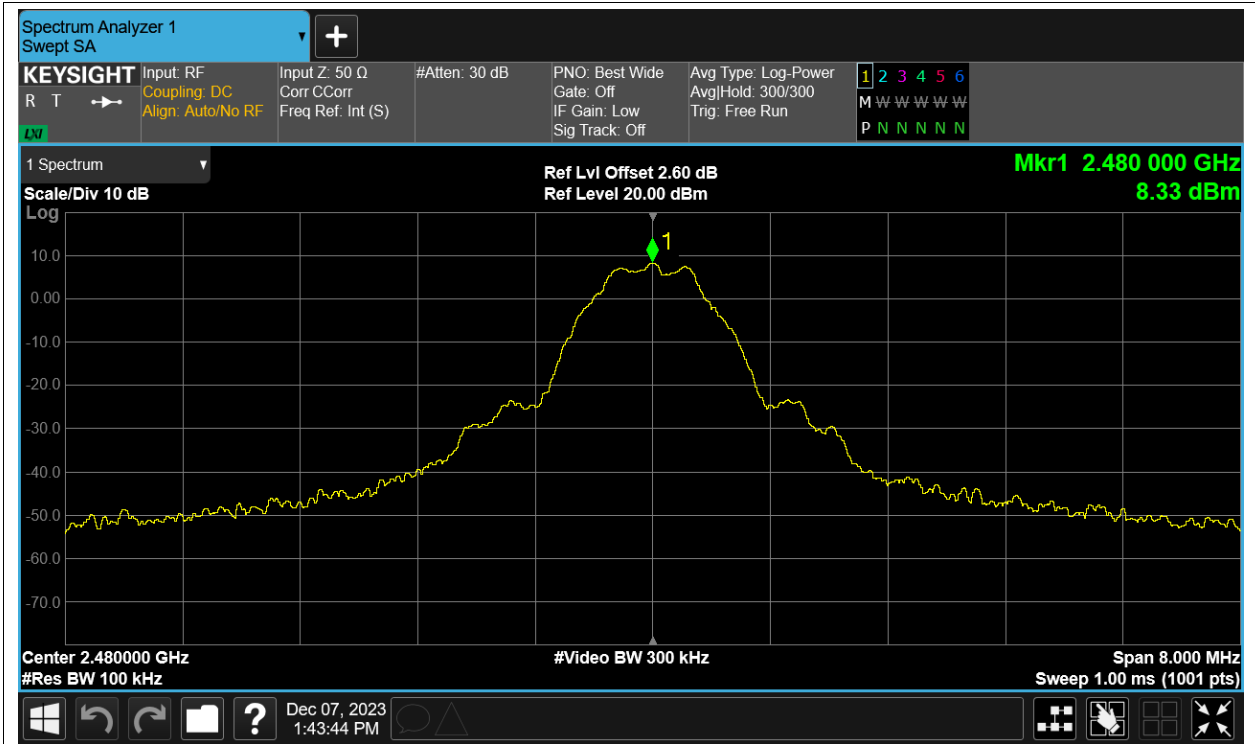 Spectrum Analyzer 1
Swept SA
+
KEYSIGHT
R T
LXI
Input: RF
Coupling: DC
Align: Auto/No RF
Input Z: 50 Ω
Corr CCorr
Freq Ref: Int (S)
#Atten: 30 dB
PNO: Best Wide
Gate: Off
IF Gain: Low
Sig Track: Off
Avg Type: Log-Power
Avg|Hold: 300/300
Trig: Free Run
1 2 3 4 5 6
M W W W W W
P N N N N N
1 Spectrum
Scale/Div 10 dB
Log
Ref Lvl Offset 2.60 dB
Ref Level 20.00 dBm
Mkr1 2.480 000 GHz
8.33 dBm
1
10.0
0.00
-10.0
-20.0
-30.0
-40.0
-50.0
-60.0
-70.0
Center 2.480000 GHz
#Video BW 300 kHz
Span 8.000 MHz
#Res BW 100 kHz
Sweep 1.00 ms (1001 pts)
?
Dec 07, 2023
1:43:44 PM